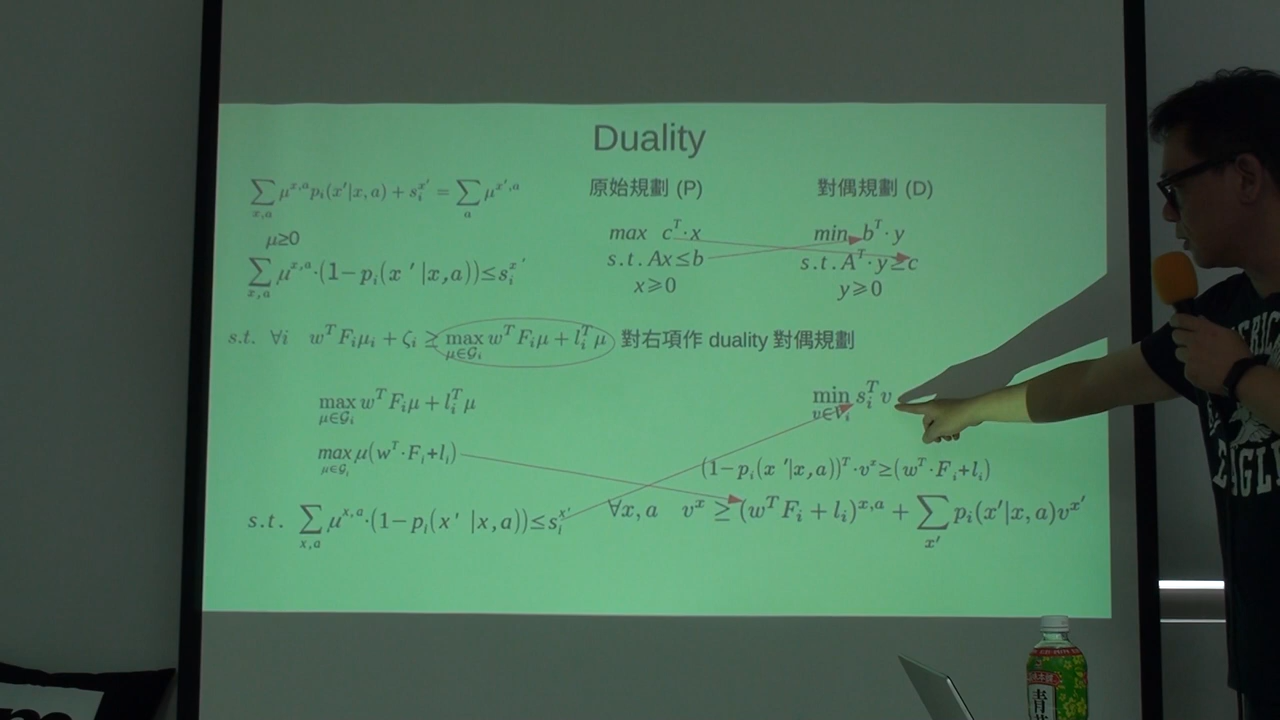 Duality
∑_{x,a} μ^{x,a} p_i(x'|x,a) + s_i^{x'} = ∑_a μ^{x',a}
μ≥0
∑_{x,a} μ^{x,a}·(1−p_i(x'|x,a))≤s_i^{x'}
原始規劃 (P)
max c^T·x
s.t. Ax≤b
x⩾0
對偶規劃 (D)
min b^T·y
s.t. A^T·y≥c
y⩾0
s.t. ∀i w^T F_i μ_i + ζ_i ≥ max_{μ∈G_i} w^T F_i μ + l_i^T μ 對右項作 duality 對偶規劃
max_{μ∈G_i} w^T F_i μ + l_i^T μ
max_{μ∈G_i} μ(w^T·F_i+l_i)
s.t. ∑_{x,a} μ^{x,a}·(1−p_i(x'|x,a))≤s_i^{x'}
min_{v∈V_i} s_i^T v
(1−p_i(x'|x,a))^T·v^x≥(w^T·F_i+l_i)
∀x,a v^x ≥ (w^T F_i + l_i)^{x,a} + ∑_{x'} p_i(x'|x,a)v^{x'}